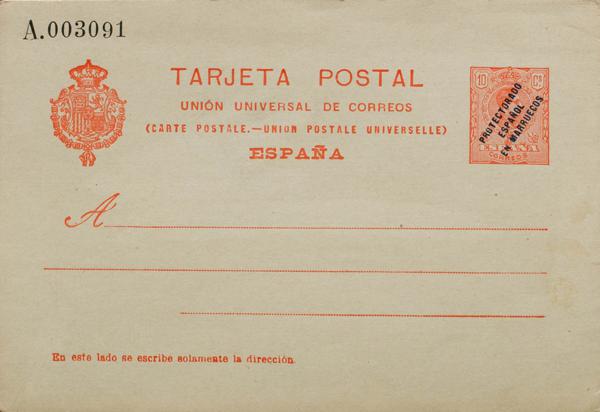 A.003091
TARJETA POSTAL
UNIÓN UNIVERSAL DE CORREOS
(CARTE POSTALE.—UNION POSTALE UNIVERSELLE)
ESPAÑA
10 Cs
PROTECTORADO
ESPAÑOL
EN MARRUECOS
ESPAÑA
CORREOS
A
En este lado se escribe solamente la dirección.